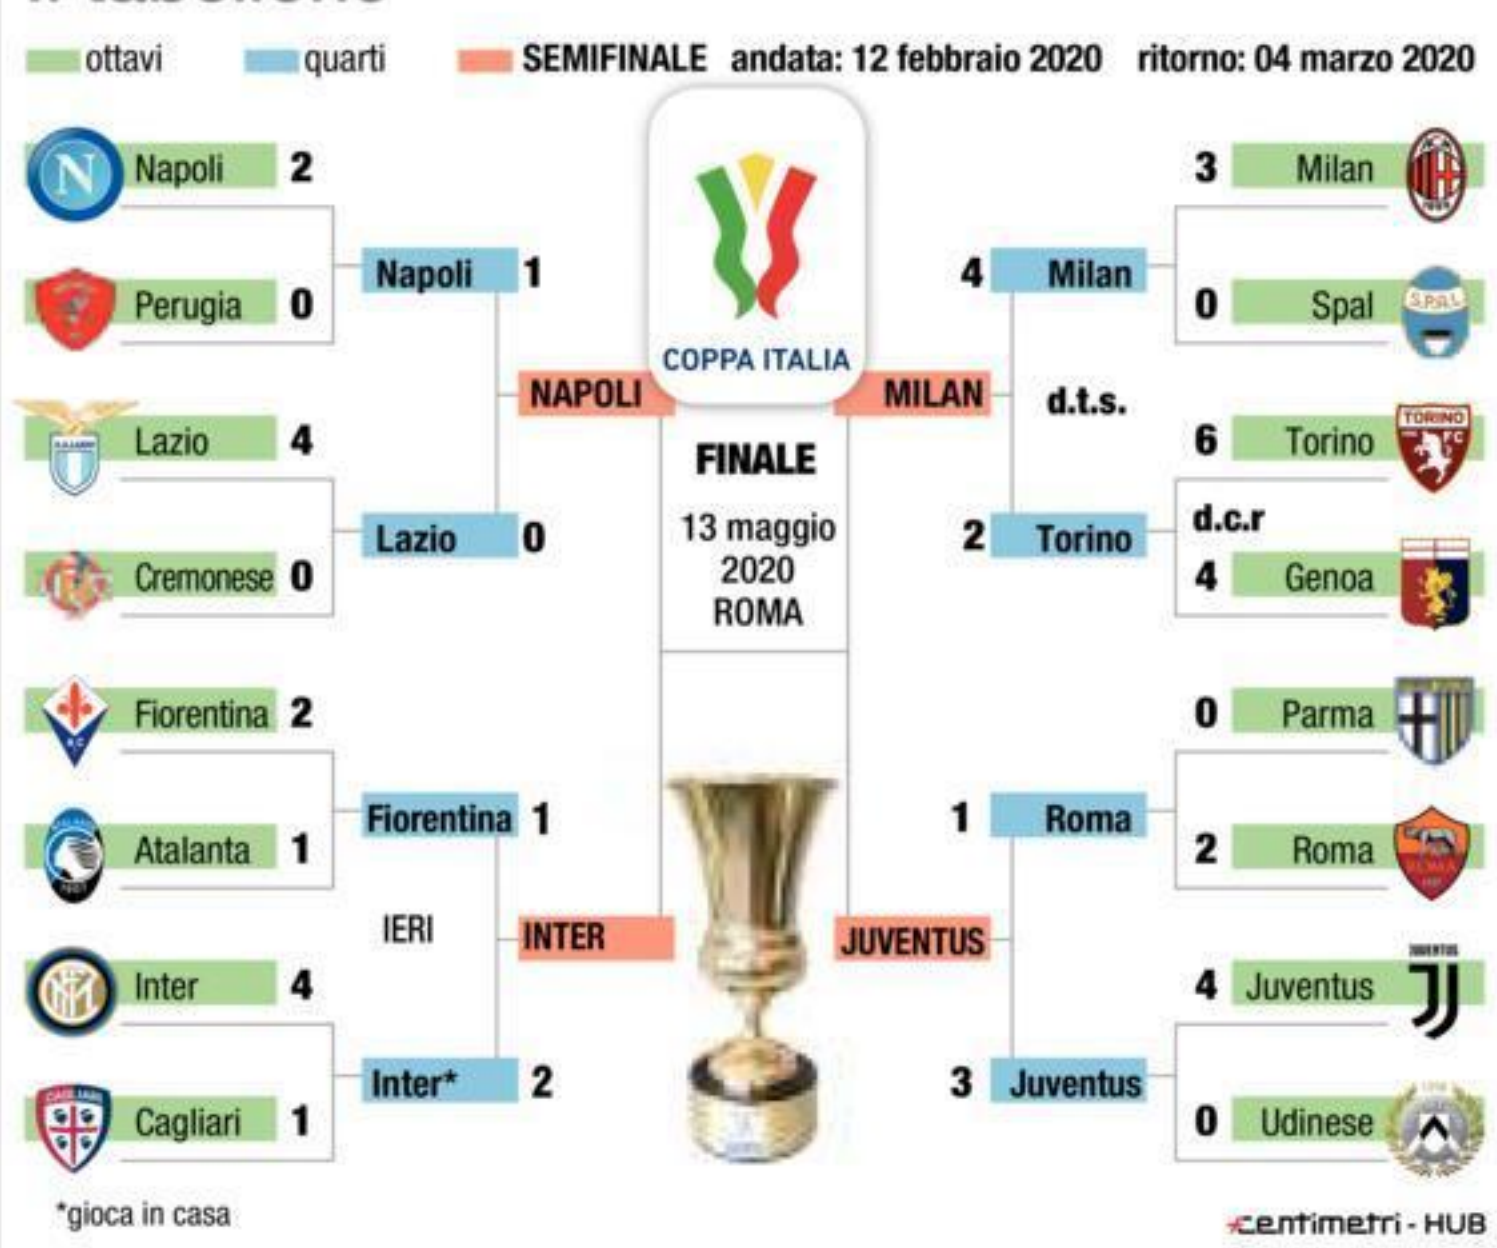 ottavi quarti SEMIFINALE andata: 12 febbraio 2020 ritorno: 04 marzo 2020
Napoli 2
Perugia 0
Napoli 1
Lazio 4
Cremonese 0
Lazio 0
NAPOLI
Fiorentina 2
Atalanta 1
Fiorentina 1
IERI
Inter 4
Cagliari 1
Inter* 2
INTER
COPPA ITALIA
FINALE
13 maggio
2020
ROMA
3 Milan
0 Spal
S.P.A.L.
4 Milan
MILAN
d.t.s.
6 Torino
TORINO
FC
d.c.r
4 Genoa
2 Torino
0 Parma
2 Roma
ROMA
1 Roma
JUVENTUS
4 Juventus
JUVENTUS
0 Udinese
3 Juventus
*gioca in casa
centimetri - HUB